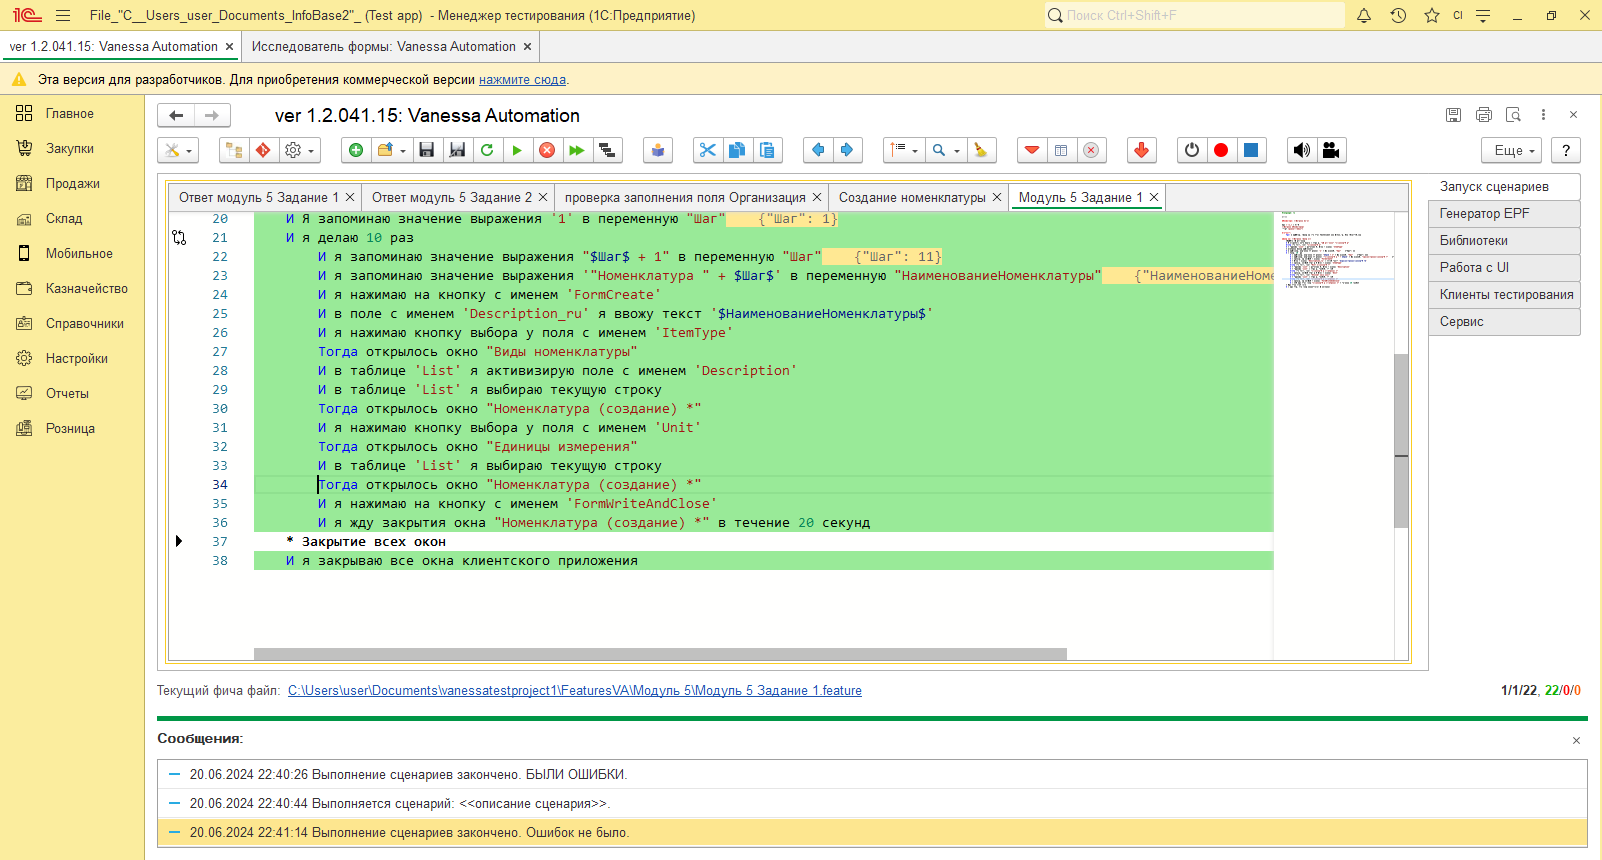 File_"C__Users_user_Documents_InfoBase2"_ (Test app) - Менеджер тестирования (1С:Предприятие)
Поиск Ctrl+Shift+F
CI
ver 1.2.041.15: Vanessa Automation ×
Исследователь формы: Vanessa Automation ×
Эта версия для разработчиков. Для приобретения коммерческой версии нажмите сюда.
Главное
Закупки
Продажи
Склад
Мобильное
Казначейство
Справочники
Настройки
Отчеты
Розница
ver 1.2.041.15: Vanessa Automation
Еще
?
Ответ модуль 5 Задание 1 ×
Ответ модуль 5 Задание 2 ×
проверка заполнения поля Организация ×
Создание номенклатуры ×
Модуль 5 Задание 1 ×
20 И Я запоминаю значение выражения '1' в переменную "Шаг" {"Шаг": 1}
21 И я делаю 10 раз
22 И я запоминаю значение выражения "$Шаг$ + 1" в переменную "Шаг" {"Шаг": 11}
23 И я запоминаю значение выражения '"Номенклатура " + $Шаг$' в переменную "НаименованиеНоменклатуры" {"НаименованиеНоме
24 И я нажимаю на кнопку с именем 'FormCreate'
25 И в поле с именем 'Description_ru' я ввожу текст '$НаименованиеНоменклатуры$'
26 И я нажимаю кнопку выбора у поля с именем 'ItemType'
27 Тогда открылось окно "Виды номенклатуры"
28 И в таблице 'List' я активизирую поле с именем 'Description'
29 И в таблице 'List' я выбираю текущую строку
30 Тогда открылось окно "Номенклатура (создание) *"
31 И я нажимаю кнопку выбора у поля с именем 'Unit'
32 Тогда открылось окно "Единицы измерения"
33 И в таблице 'List' я выбираю текущую строку
34 Тогда открылось окно "Номенклатура (создание) *"
35 И я нажимаю на кнопку с именем 'FormWriteAndClose'
36 И я жду закрытия окна "Номенклатура (создание) *" в течение 20 секунд
37 * Закрытие всех окон
38 И я закрываю все окна клиентского приложения
Запуск сценариев
Генератор EPF
Библиотеки
Работа с UI
Клиенты тестирования
Сервис
Текущий фича файл: C:\Users\user\Documents\vanessatestproject1\FeaturesVA\Модуль 5\Модуль 5 Задание 1.feature
1/1/22, 22/0/0
Сообщения:
20.06.2024 22:40:26 Выполнение сценариев закончено. БЫЛИ ОШИБКИ.
20.06.2024 22:40:44 Выполняется сценарий: <<описание сценария>>.
20.06.2024 22:41:14 Выполнение сценариев закончено. Ошибок не было.